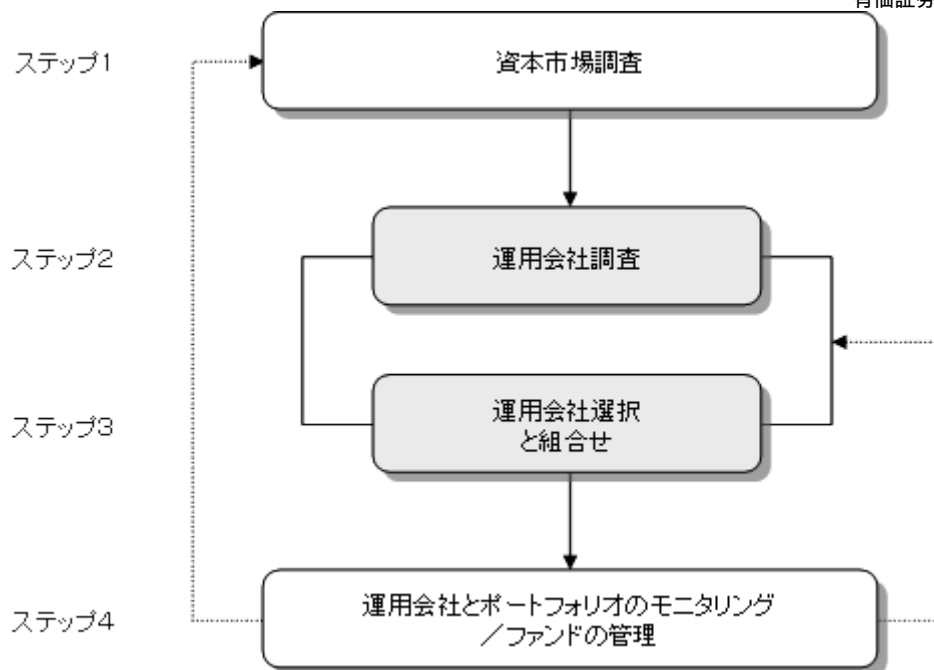 ステップ1
資本市場調査
ステップ2
運用会社調査
ステップ3
運用会社選択
と組合せ
ステップ4
運用会社とポートフォリオのモニタリング
／ファンドの管理